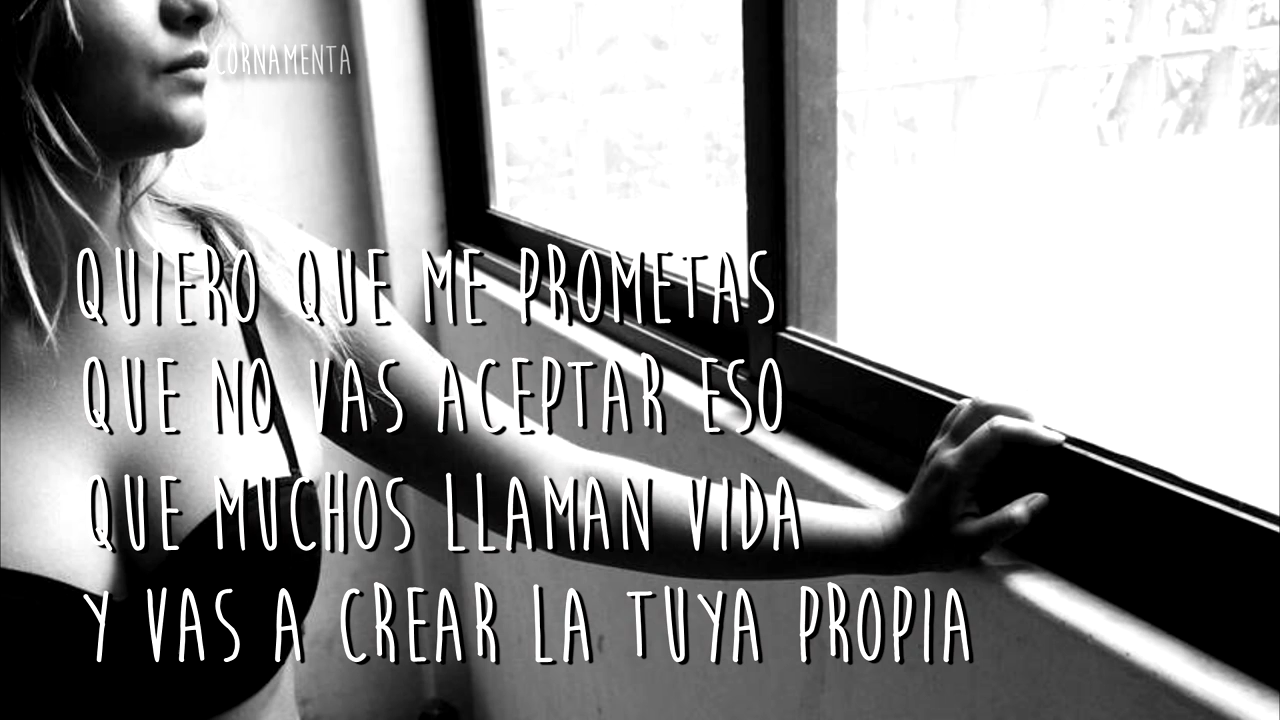 CORNAMENTA
QUIERO QUE ME PROMETAS
QUE NO VAS ACEPTAR ESO
QUE MUCHOS LLAMAN VIDA
Y VAS A CREAR LA TUYA PROPIA